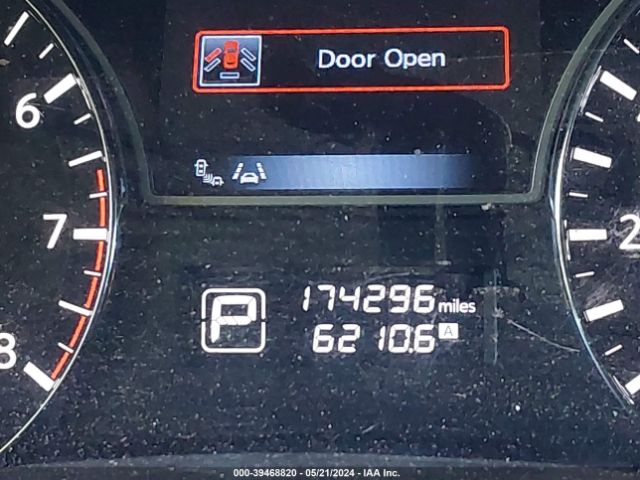 Door Open
6
7
8
2
P
174296 miles
6210.6 A
000-39468820 - 05/21/2024 - IAA Inc.